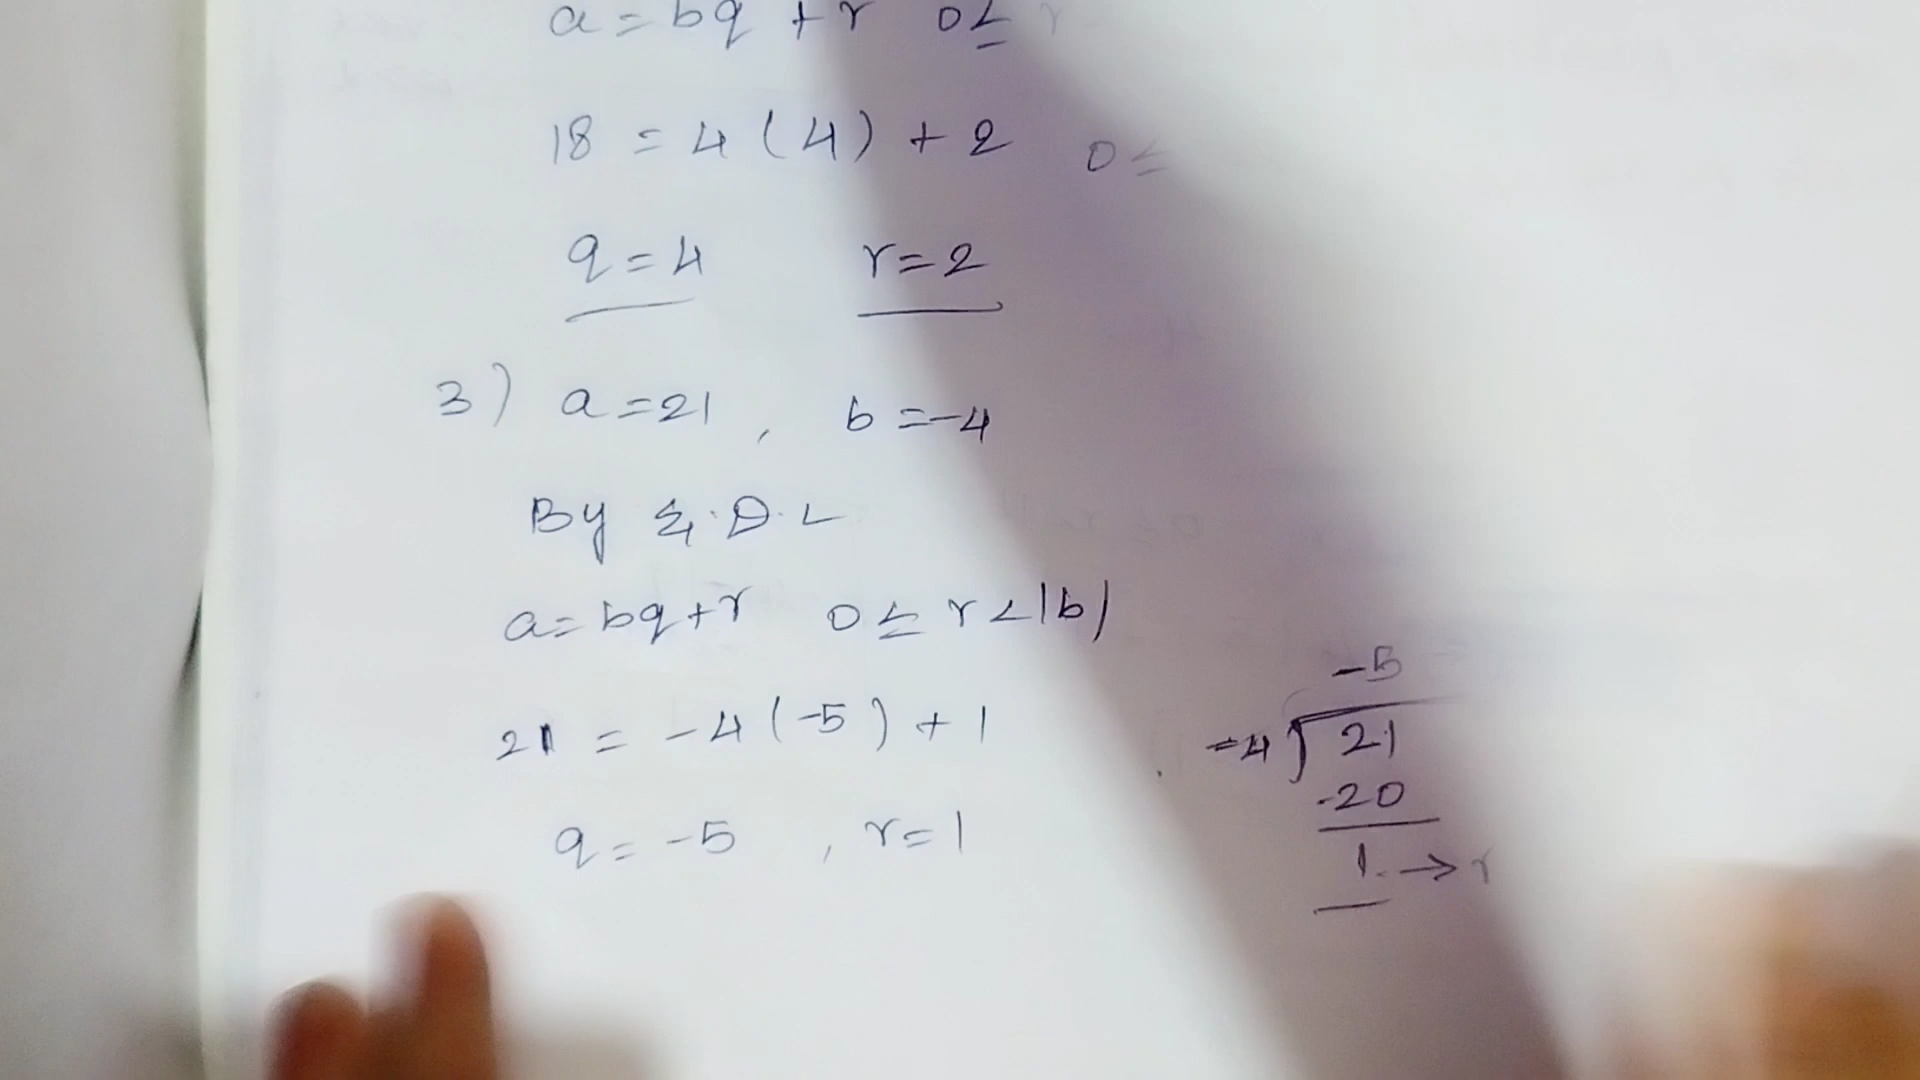 a = bq + r 0 ≤ r
18 = 4 (4) + 2 0 ≤
q = 4 r = 2
3) a = 21 , b = -4
By E.D.L
a = bq + r 0 ≤ r < |b|
21 = -4 (-5) + 1
q = -5 , r = 1
-5
-4) 21
-20
1 → r